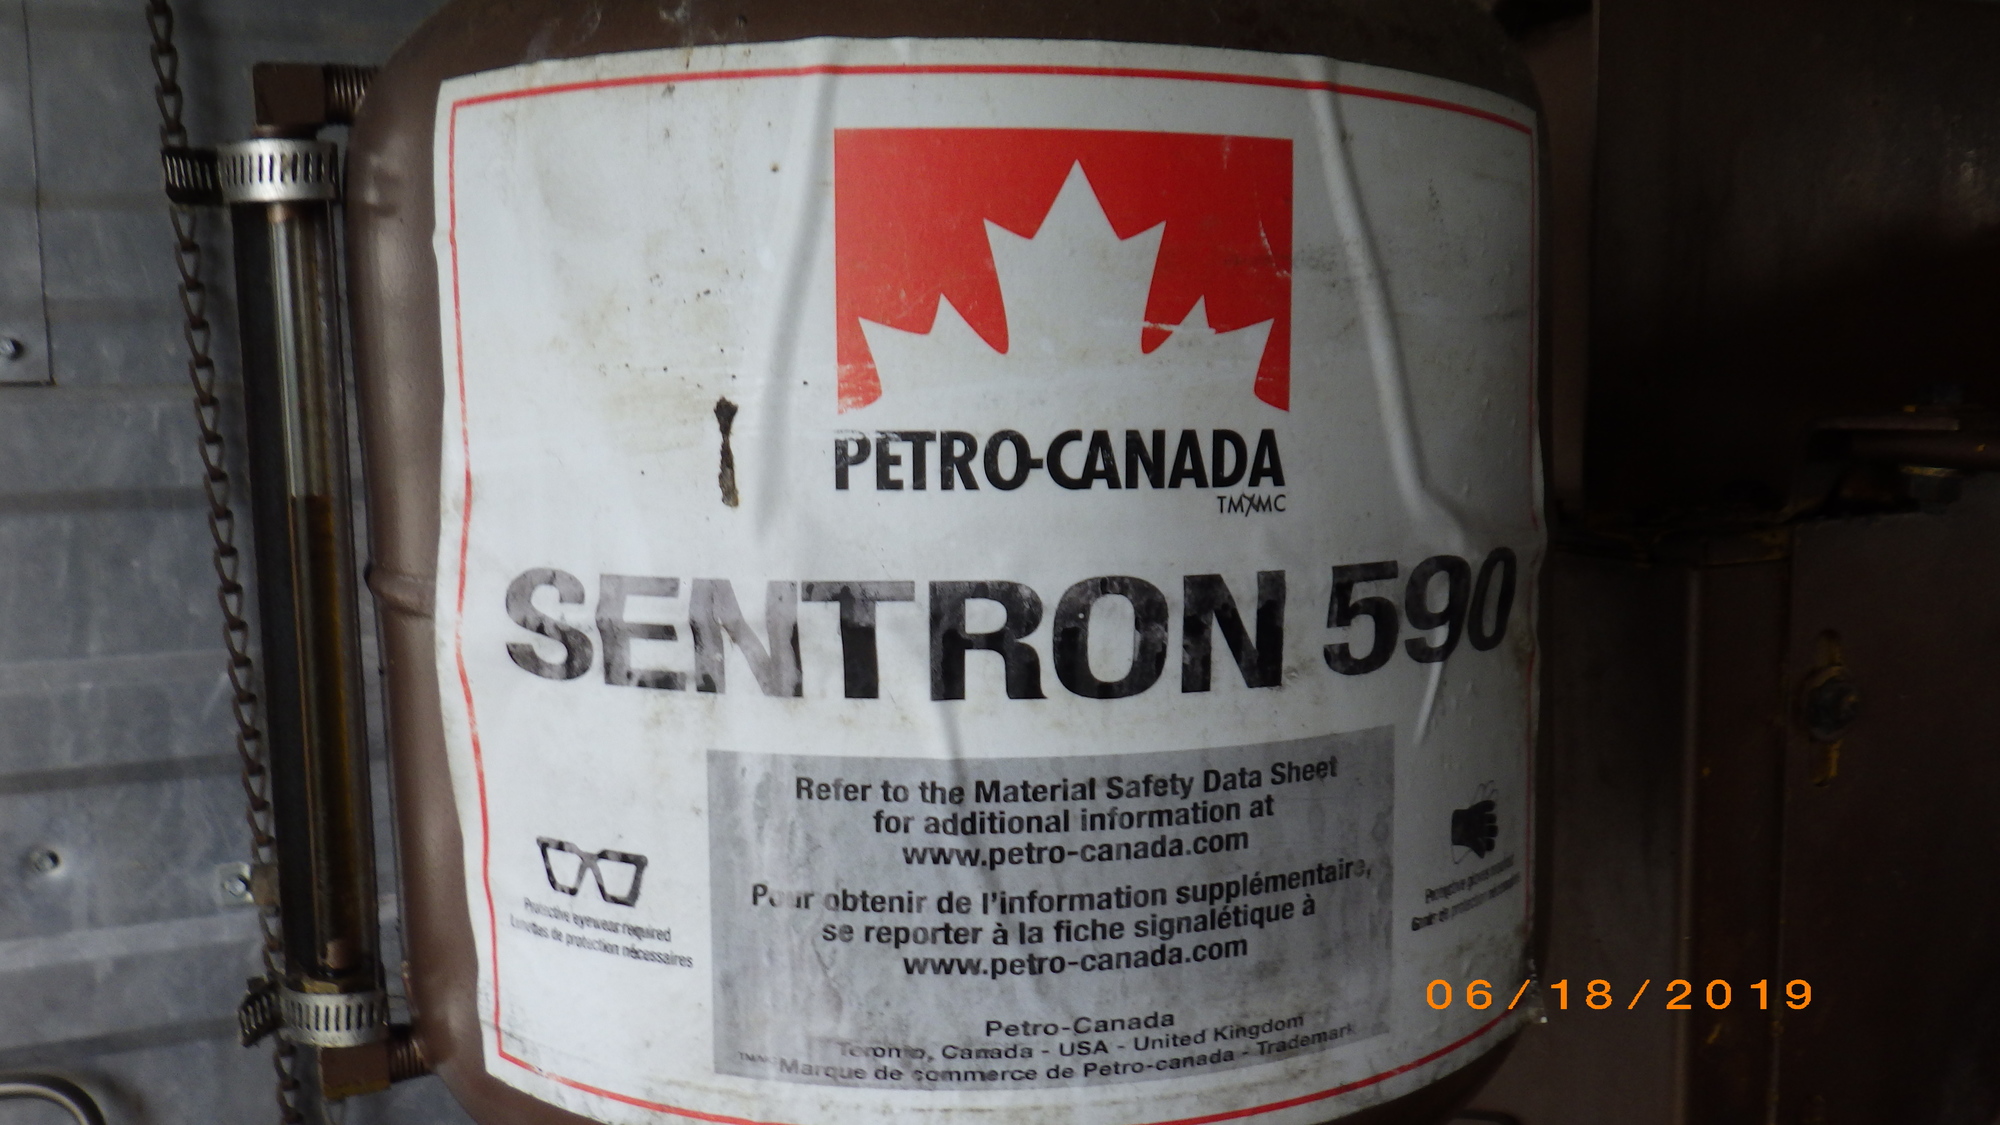 PETRO-CANADA
TM/MC
SENTRON 590
Refer to the Material Safety Data Sheet
for additional information at
www.petro-canada.com
Pour obtenir de l'information supplémentaire,
se reporter à la fiche signalétique à
www.petro-canada.com
Protective eyewear required
Lunettes de protection nécessaires
Petro-Canada
Toronto, Canada - USA - United Kingdom
Marque de commerce de Petro-canada - Trademark
06/18/2019